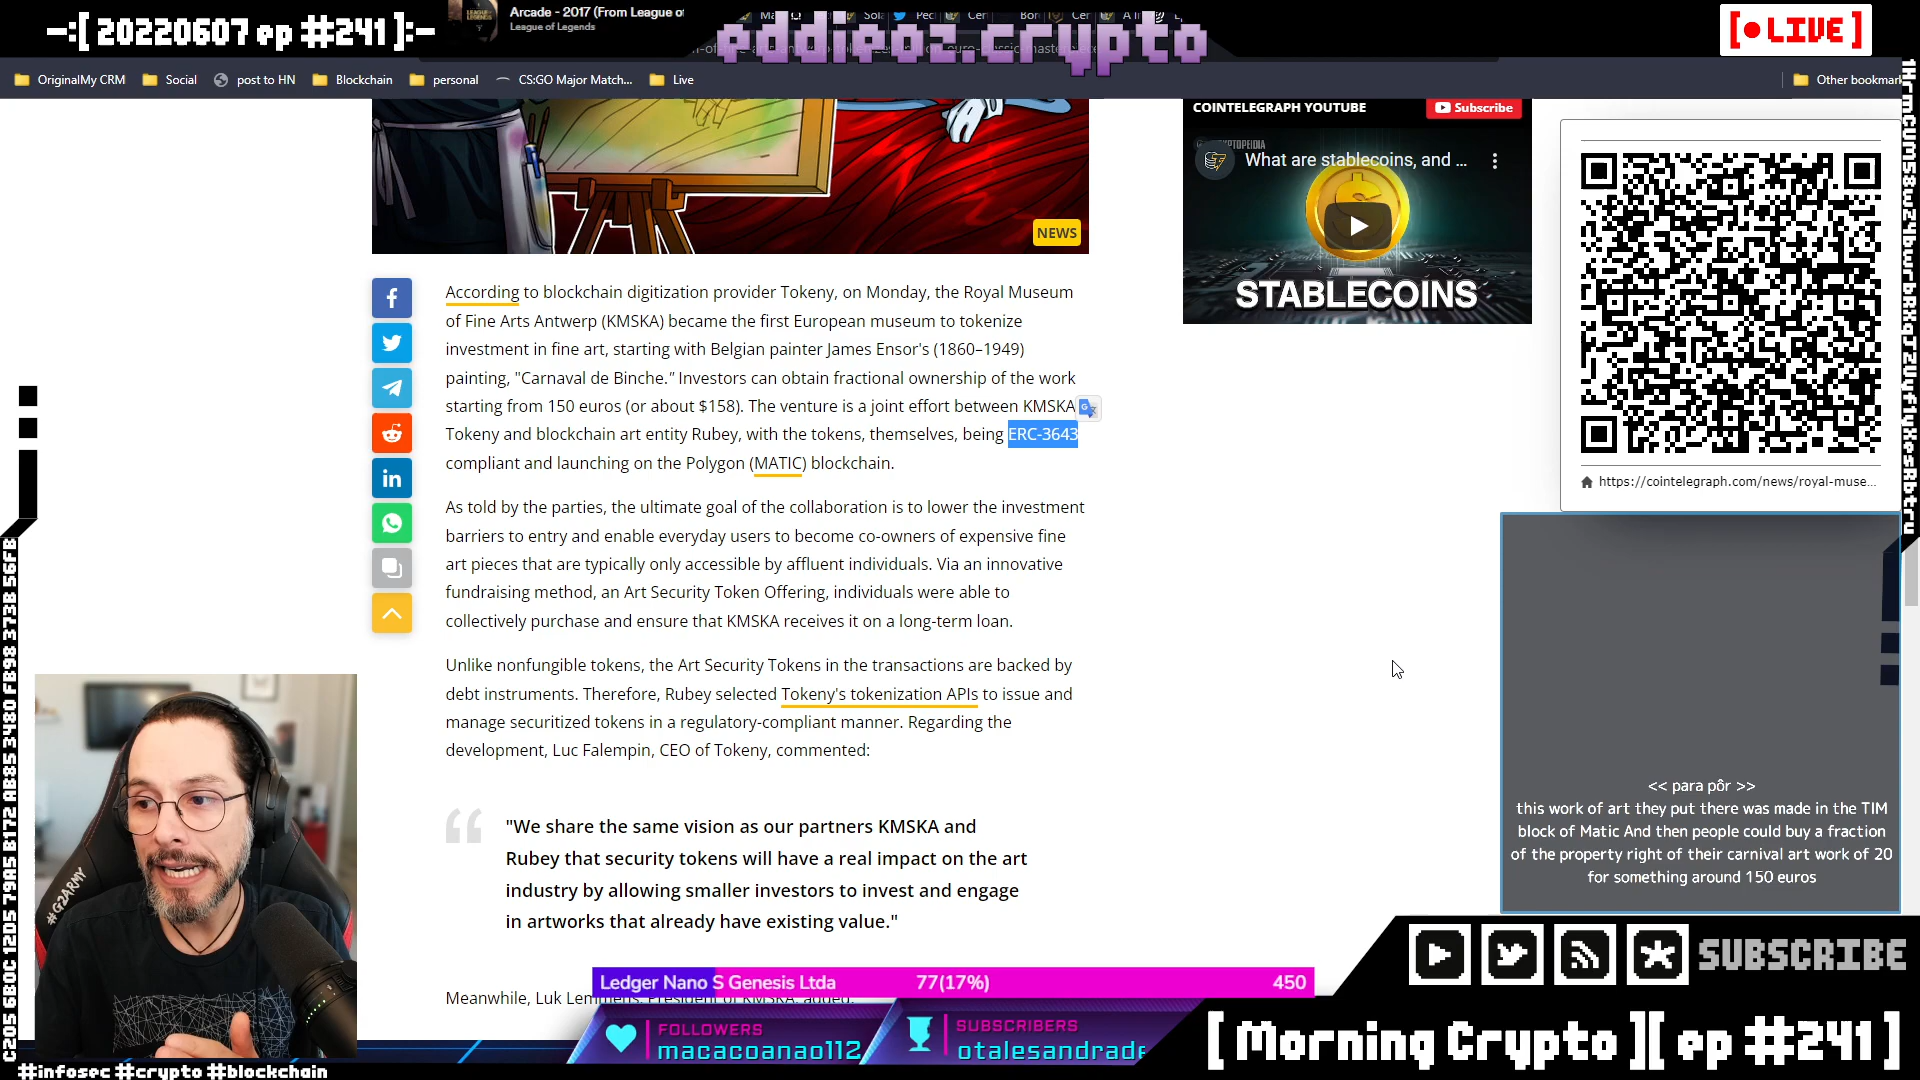 -:[ 20220607 ep #241 ]:-
Arcade - 2017 (From League of
League of Legends
eddieoz.crypto
[ LIVE ]
OriginalMy CRM
Social
post to HN
Blockchain
personal
CS:GO Major Match...
Live
Other bookmark
COINTELEGRAPH YOUTUBE
Subscribe
What are stablecoins, and ...
STABLECOINS
NEWS
https://cointelegraph.com/news/royal-muse...
According to blockchain digitization provider Tokeny, on Monday, the Royal Museum
of Fine Arts Antwerp (KMSKA) became the first European museum to tokenize
investment in fine art, starting with Belgian painter James Ensor's (1860–1949)
painting, "Carnaval de Binche." Investors can obtain fractional ownership of the work
starting from 150 euros (or about $158). The venture is a joint effort between KMSKA
Tokeny and blockchain art entity Rubey, with the tokens, themselves, being ERC-3643
compliant and launching on the Polygon (MATIC) blockchain.
As told by the parties, the ultimate goal of the collaboration is to lower the investment
barriers to entry and enable everyday users to become co-owners of expensive fine
art pieces that are typically only accessible by affluent individuals. Via an innovative
fundraising method, an Art Security Token Offering, individuals were able to
collectively purchase and ensure that KMSKA receives it on a long-term loan.
Unlike nonfungible tokens, the Art Security Tokens in the transactions are backed by
debt instruments. Therefore, Rubey selected Tokeny's tokenization APIs to issue and
manage securitized tokens in a regulatory-compliant manner. Regarding the
development, Luc Falempin, CEO of Tokeny, commented:
"We share the same vision as our partners KMSKA and
Rubey that security tokens will have a real impact on the art
industry by allowing smaller investors to invest and engage
in artworks that already have existing value."
<< para pôr >>
this work of art they put there was made in the TIM
block of Matic And then people could buy a fraction
of the property right of their carnival art work of 20
for something around 150 euros
#G2ARMY
Ledger Nano S Genesis Ltda 77(17%) 450
FOLLOWERS
macacoanao112
SUBSCRIBERS
otalesandrade
SUBSCRIBE
[ Morning Crypto ][ ep #241 ]
#infosec #crypto #blockchain
C205 6B0C 12D5 79A5 B172 AB85 3480 FB98 373B 56FB